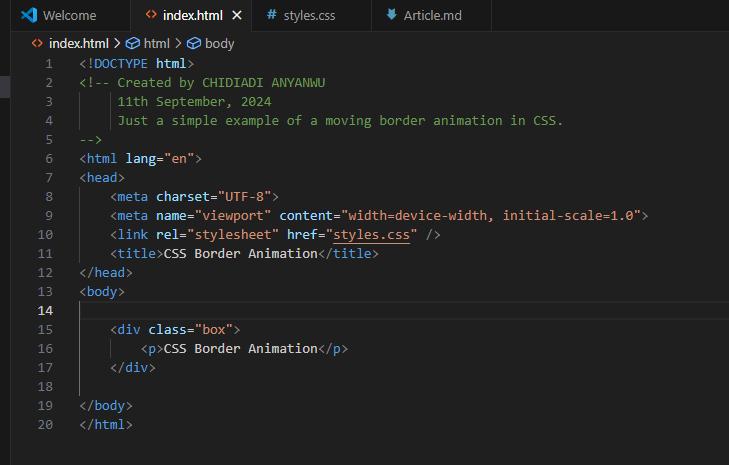 Welcome
index.html
styles.css
Article.md
index.html > html > body
1 <!DOCTYPE html>
2 <!-- Created by CHIDIADI ANYANWU
3 11th September, 2024
4 Just a simple example of a moving border animation in CSS.
5 -->
6 <html lang="en">
7 <head>
8 <meta charset="UTF-8">
9 <meta name="viewport" content="width=device-width, initial-scale=1.0">
10 <link rel="stylesheet" href="styles.css" />
11 <title>CSS Border Animation</title>
12 </head>
13 <body>
14
15 <div class="box">
16 <p>CSS Border Animation</p>
17 </div>
18
19 </body>
20 </html>